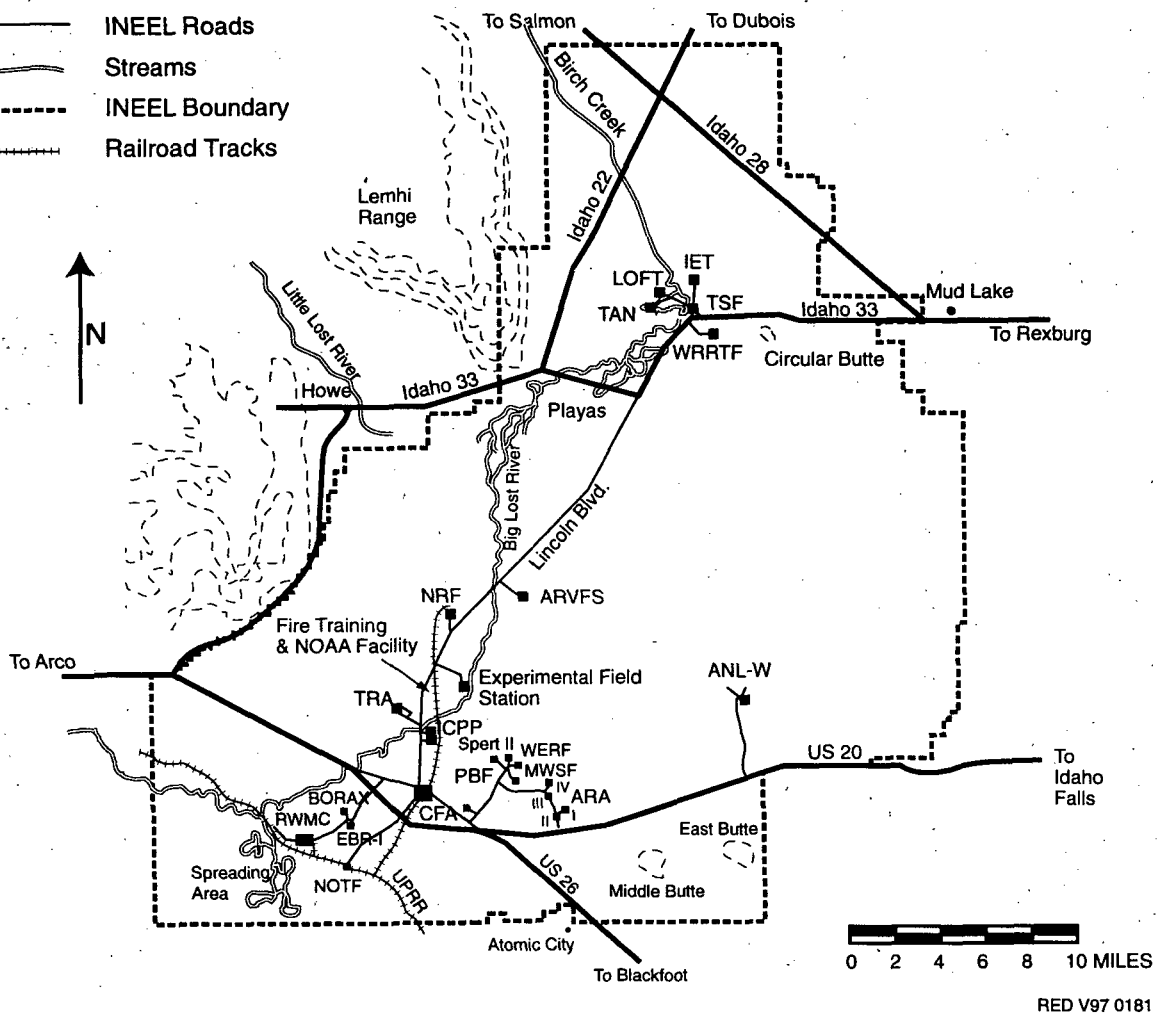 INEEL Roads
Streams
INEEL Boundary
Railroad Tracks
To Salmon
To Dubois
Birch Creek
Idaho 28
Idaho 22
Lemhi
Range
N
Little Lost River
IET
LOFT
TAN
TSF
Idaho 33
Mud Lake
To Rexburg
WRRTF
Circular Butte
Howe
Idaho 33
Playas
Big Lost River
Lincoln Blvd.
NRF
ARVFS
Fire Training
& NOAA Facility
To Arco
Experimental Field
Station
ANL-W
TRA
CPP
Spert II
WERF
MWSF
PBF
IV
III
ARA
II
I
US 20
To
Idaho
Falls
BORAX
CFA
RWMC
EBR-I
East Butte
Spreading
Area
NOTF
UPRR
US 26
Middle Butte
Atomic City
To Blackfoot
0 2 4 6 8 10 MILES
RED V97 0181